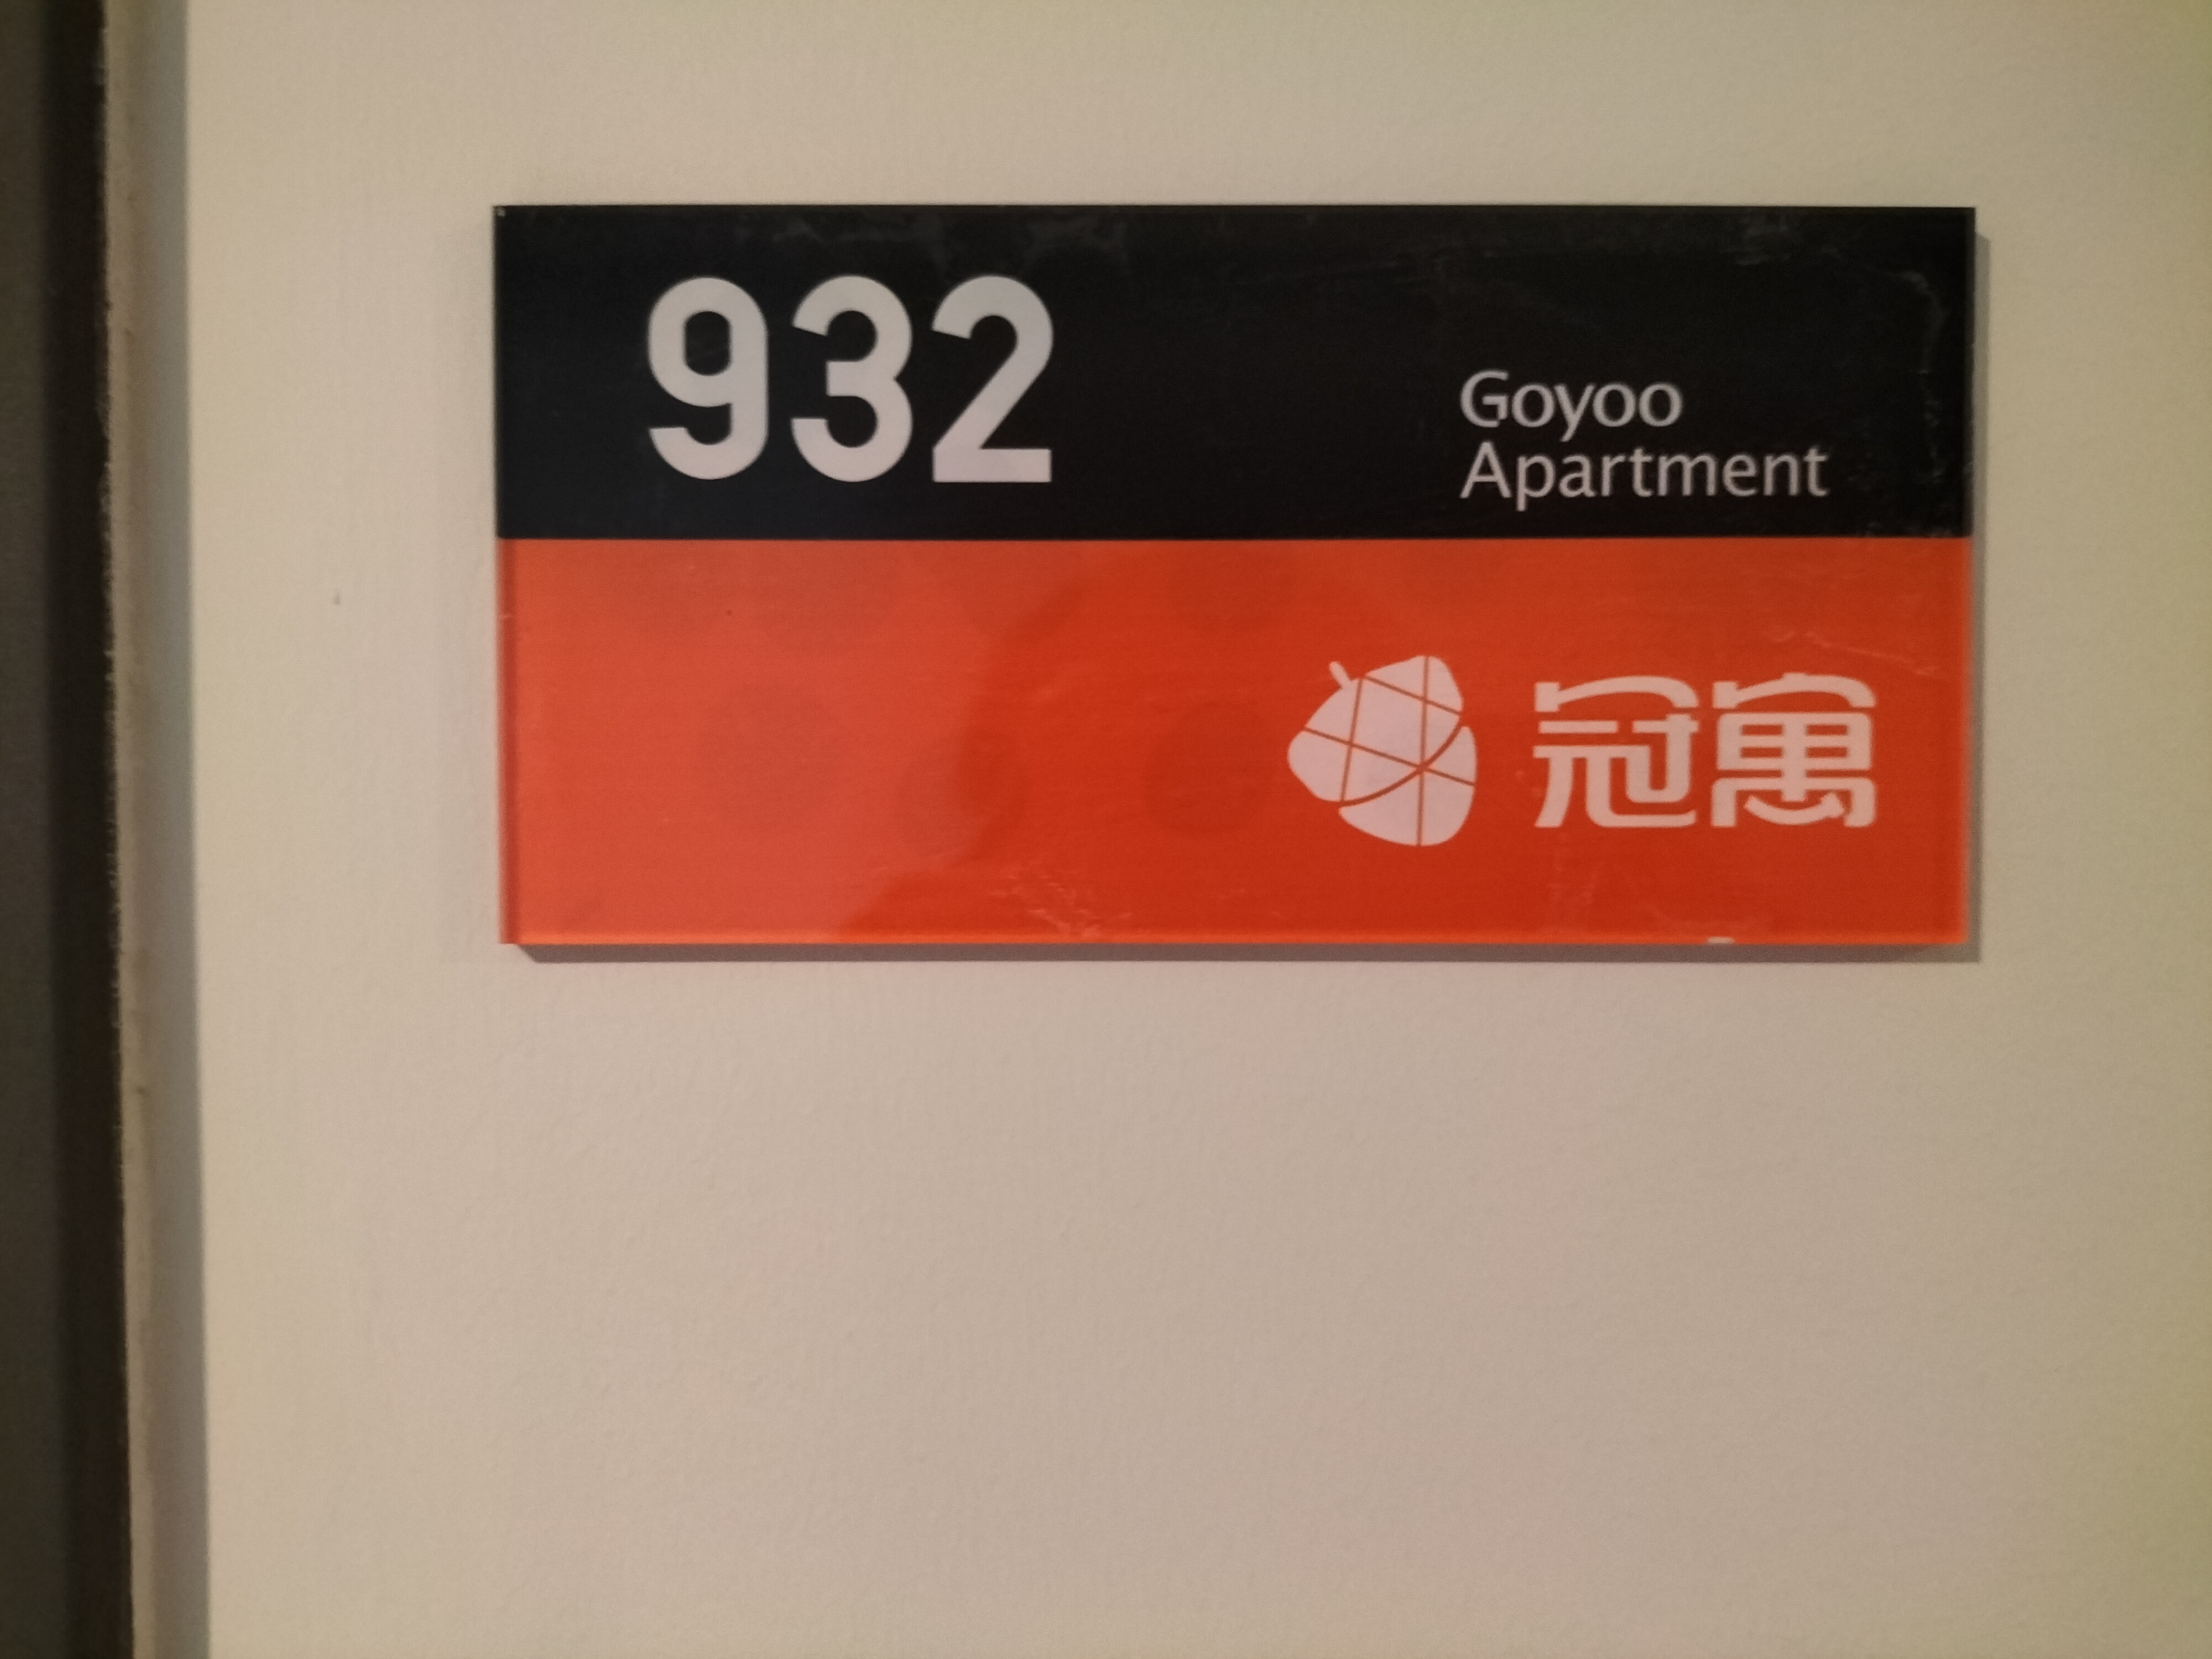 932
Goyoo
Apartment
冠寓